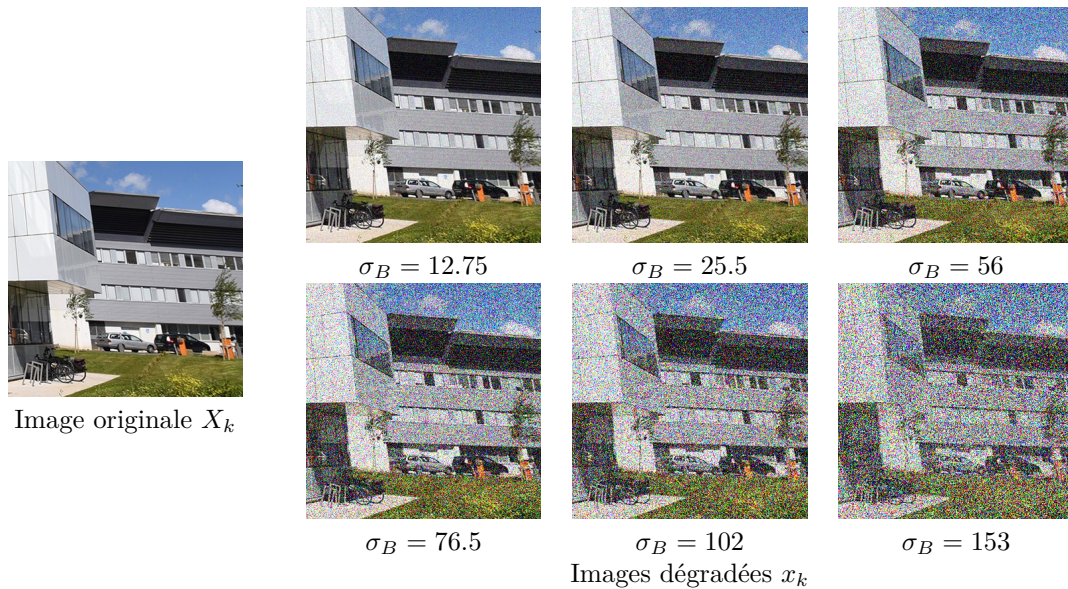 σ_B = 12.75
σ_B = 25.5
σ_B = 56
Image originale X_k
σ_B = 76.5
σ_B = 102
σ_B = 153
Images dégradées x_k